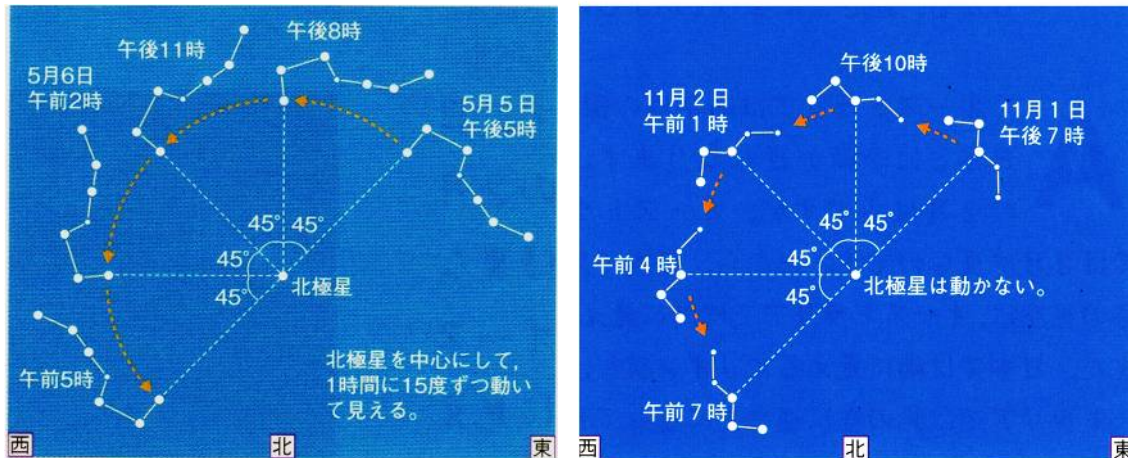 午後11時
午後8時
5月6日
午前2時
5月5日
午後5時
45°
45°
45°
45°
北極星
午前5時
北極星を中心にして，
1時間に15度ずつ動い
て見える。
西
北
東
午後10時
11月2日
午前1時
11月1日
午後7時
45°
45°
45°
45°
午前4時
北極星は動かない。
午前7時
西
北
東